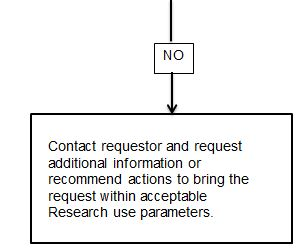 NO
Contact requestor and request
additional information or
recommend actions to bring the
request within acceptable
Research use parameters.